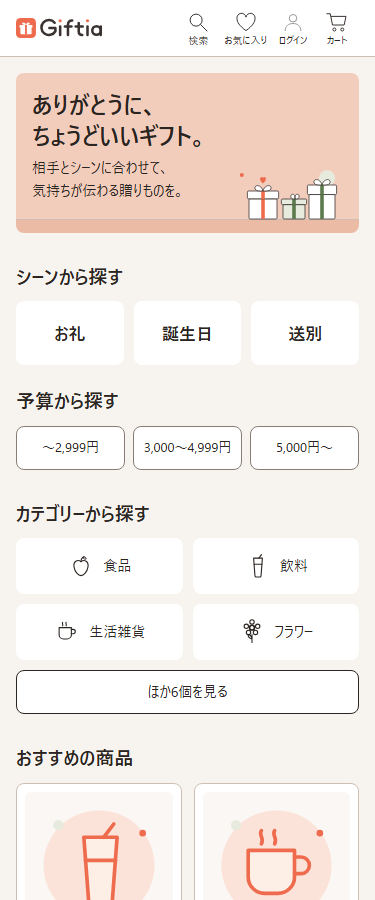 Giftia
検索
お気に入り
ログイン
カート
ありがとうに、
ちょうどいいギフト。
相手とシーンに合わせて、
気持ちが伝わる贈りものを。
シーンから探す
お礼
誕生日
送別
予算から探す
～2,999円
3,000～4,999円
5,000円～
カテゴリーから探す
食品
飲料
生活雑貨
フラワー
ほか6個を見る
おすすめの商品